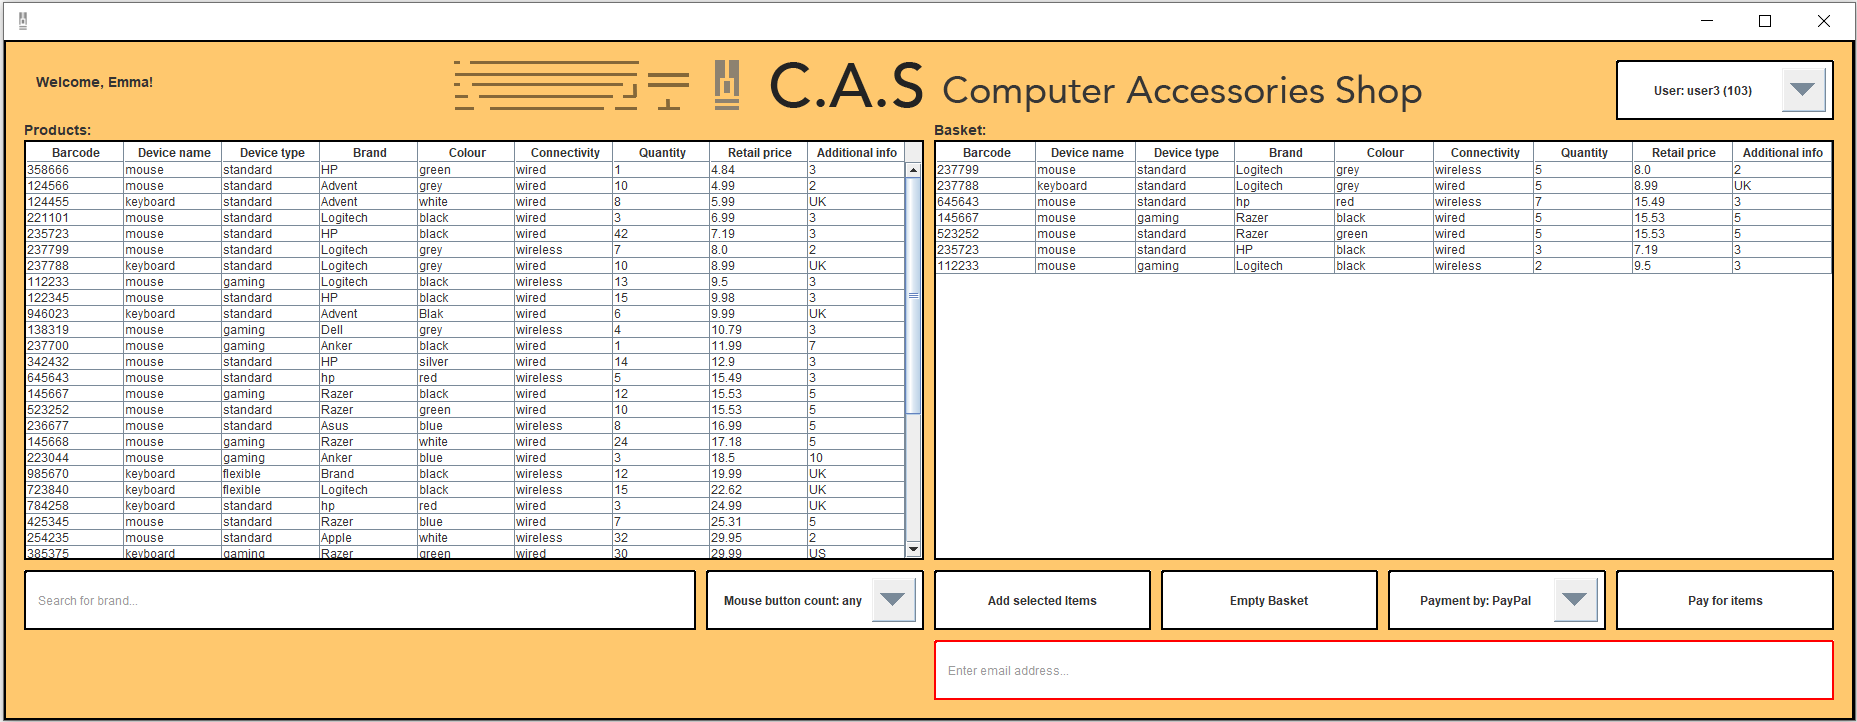 Welcome, Emma!
C.A.S Computer Accessories Shop
User: user3 (103)
Products:
Barcode Device name Device type Brand Colour Connectivity Quantity Retail price Additional info
358666 mouse standard HP green wired 1 4.84 3
124566 mouse standard Advent grey wired 10 4.99 2
124455 keyboard standard Advent white wired 8 5.99 UK
221101 mouse standard Logitech black wired 3 6.99 3
235723 mouse standard HP black wired 42 7.19 3
237799 mouse standard Logitech grey wireless 7 8.0 2
237788 keyboard standard Logitech grey wired 10 8.99 UK
112233 mouse gaming Logitech black wireless 13 9.5 3
122345 mouse standard HP black wired 15 9.98 3
946023 keyboard standard Advent Blak wired 6 9.99 UK
138319 mouse gaming Dell grey wireless 4 10.79 3
237700 mouse gaming Anker black wired 1 11.99 7
342432 mouse standard HP silver wired 14 12.9 3
645643 mouse standard hp red wireless 5 15.49 3
145667 mouse gaming Razer black wired 12 15.53 5
523252 mouse standard Razer green wired 10 15.53 5
236677 mouse standard Asus blue wireless 8 16.99 5
145668 mouse gaming Razer white wired 24 17.18 5
223044 mouse gaming Anker blue wired 3 18.5 10
985670 keyboard flexible Brand black wireless 12 19.99 UK
723840 keyboard flexible Logitech black wireless 15 22.62 UK
784258 keyboard standard hp red wired 3 24.99 UK
425345 mouse standard Razer blue wired 7 25.31 5
254235 mouse standard Apple white wireless 32 29.95 2
385375 keyboard gaming Razer green wired 30 29.99 US
Basket:
Barcode Device name Device type Brand Colour Connectivity Quantity Retail price Additional info
237799 mouse standard Logitech grey wireless 5 8.0 2
237788 keyboard standard Logitech grey wired 5 8.99 UK
645643 mouse standard hp red wireless 7 15.49 3
145667 mouse gaming Razer black wired 5 15.53 5
523252 mouse standard Razer green wired 5 15.53 5
235723 mouse standard HP black wired 3 7.19 3
112233 mouse gaming Logitech black wireless 2 9.5 3
Search for brand...
Mouse button count: any
Add selected Items
Empty Basket
Payment by: PayPal
Pay for items
Enter email address...